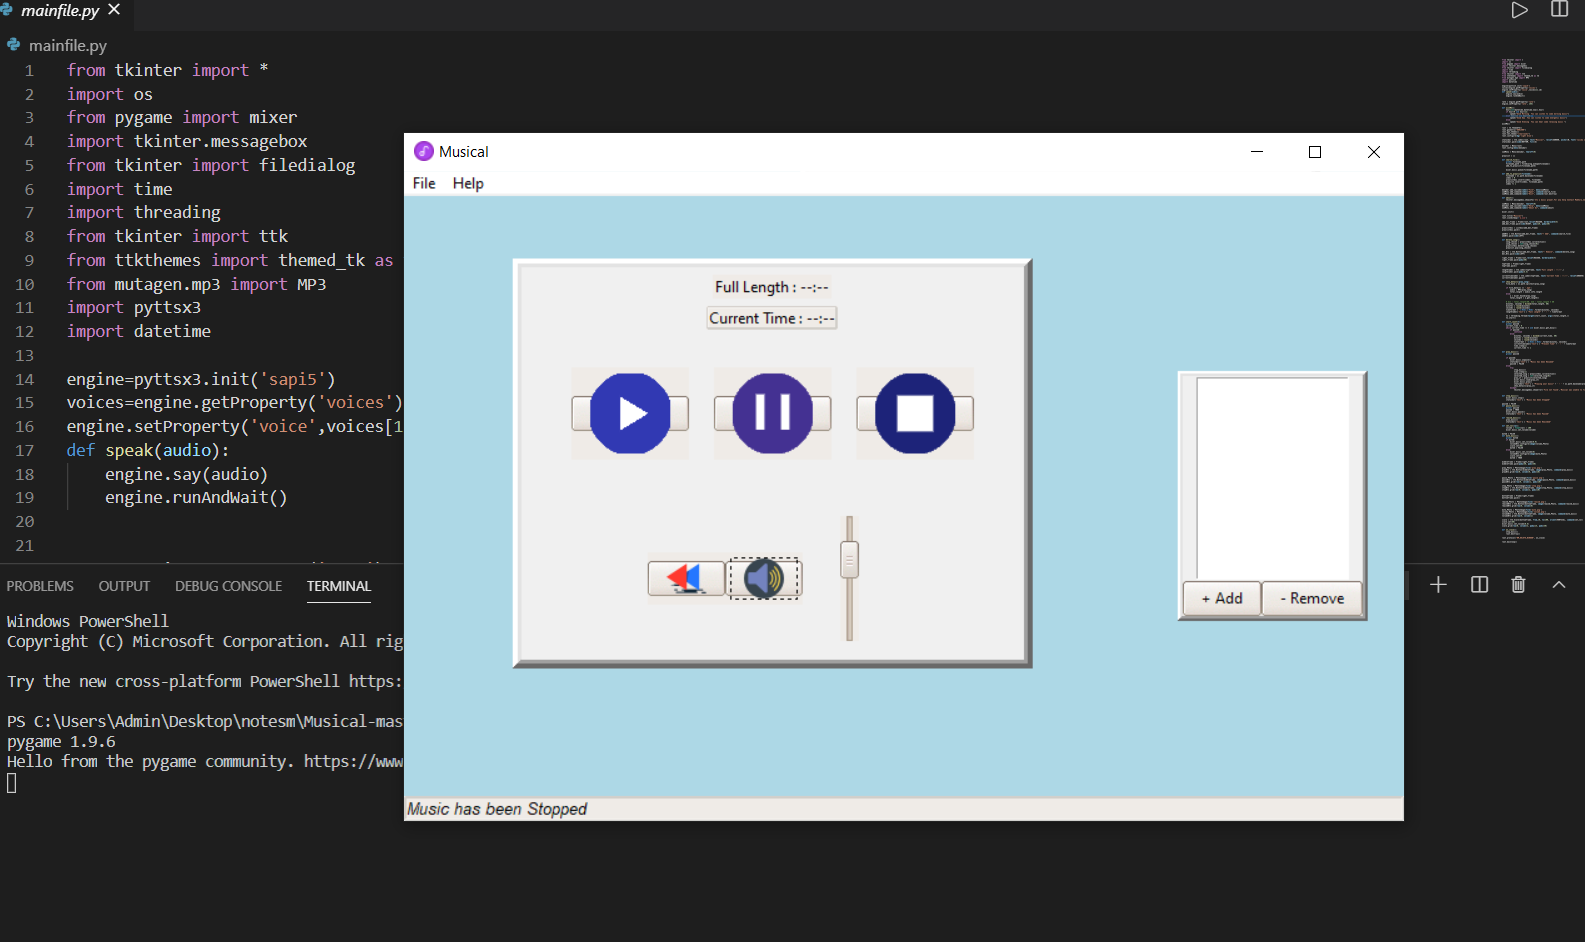 mainfile.py
mainfile.py
1 from tkinter import *
2 import os
3 from pygame import mixer
4 import tkinter.messagebox
5 from tkinter import filedialog
6 import time
7 import threading
8 from tkinter import ttk
9 from ttkthemes import themed_tk as
10 from mutagen.mp3 import MP3
11 import pyttsx3
12 import datetime
13
14 engine=pyttsx3.init('sapi5')
15 voices=engine.getProperty('voices')
16 engine.setProperty('voice',voices[1
17 def speak(audio):
18 engine.say(audio)
19 engine.runAndWait()
20
21
PROBLEMS OUTPUT DEBUG CONSOLE TERMINAL
Windows PowerShell
Copyright (C) Microsoft Corporation. All rig
Try the new cross-platform PowerShell https:
PS C:\Users\Admin\Desktop\notesm\Musical-mas
pygame 1.9.6
Hello from the pygame community. https://www
Musical
File Help
Full Length : --:--
Current Time : --:--
+ Add - Remove
Music has been Stopped